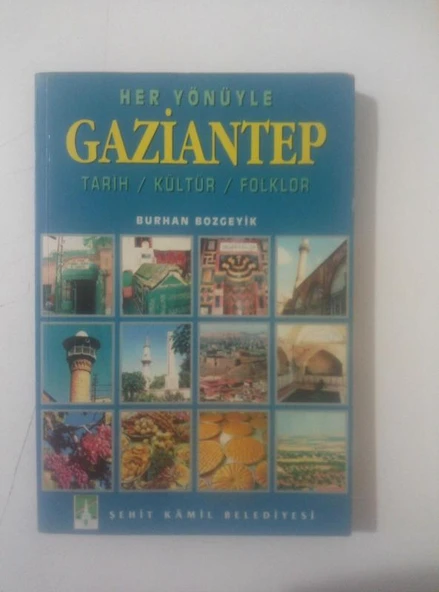 HER YÖNÜYLE
GAZİANTEP
TARİH / KÜLTÜR / FOLKLOR
BURHAN BOZGEYİK
ŞEHİT KÂMİL BELEDİYESİ